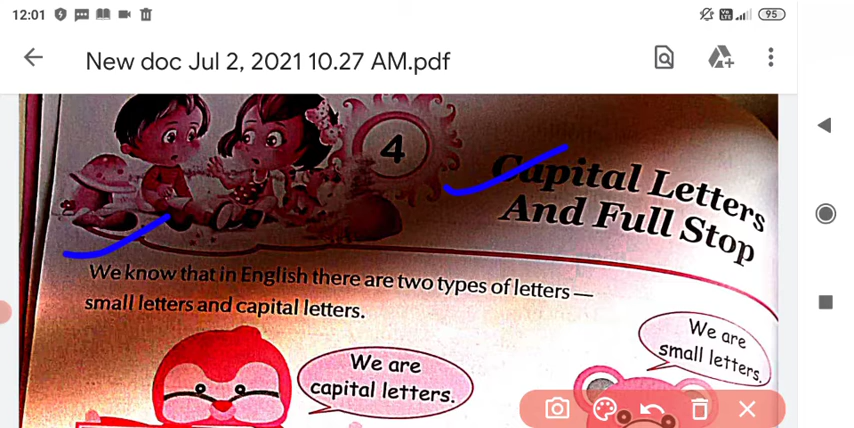 12:01
95
New doc Jul 2, 2021 10.27 AM.pdf
4
Capital Letters
And Full Stop
We know that in English there are two types of letters —
small letters and capital letters.
We are
capital letters.
We are
small letters.